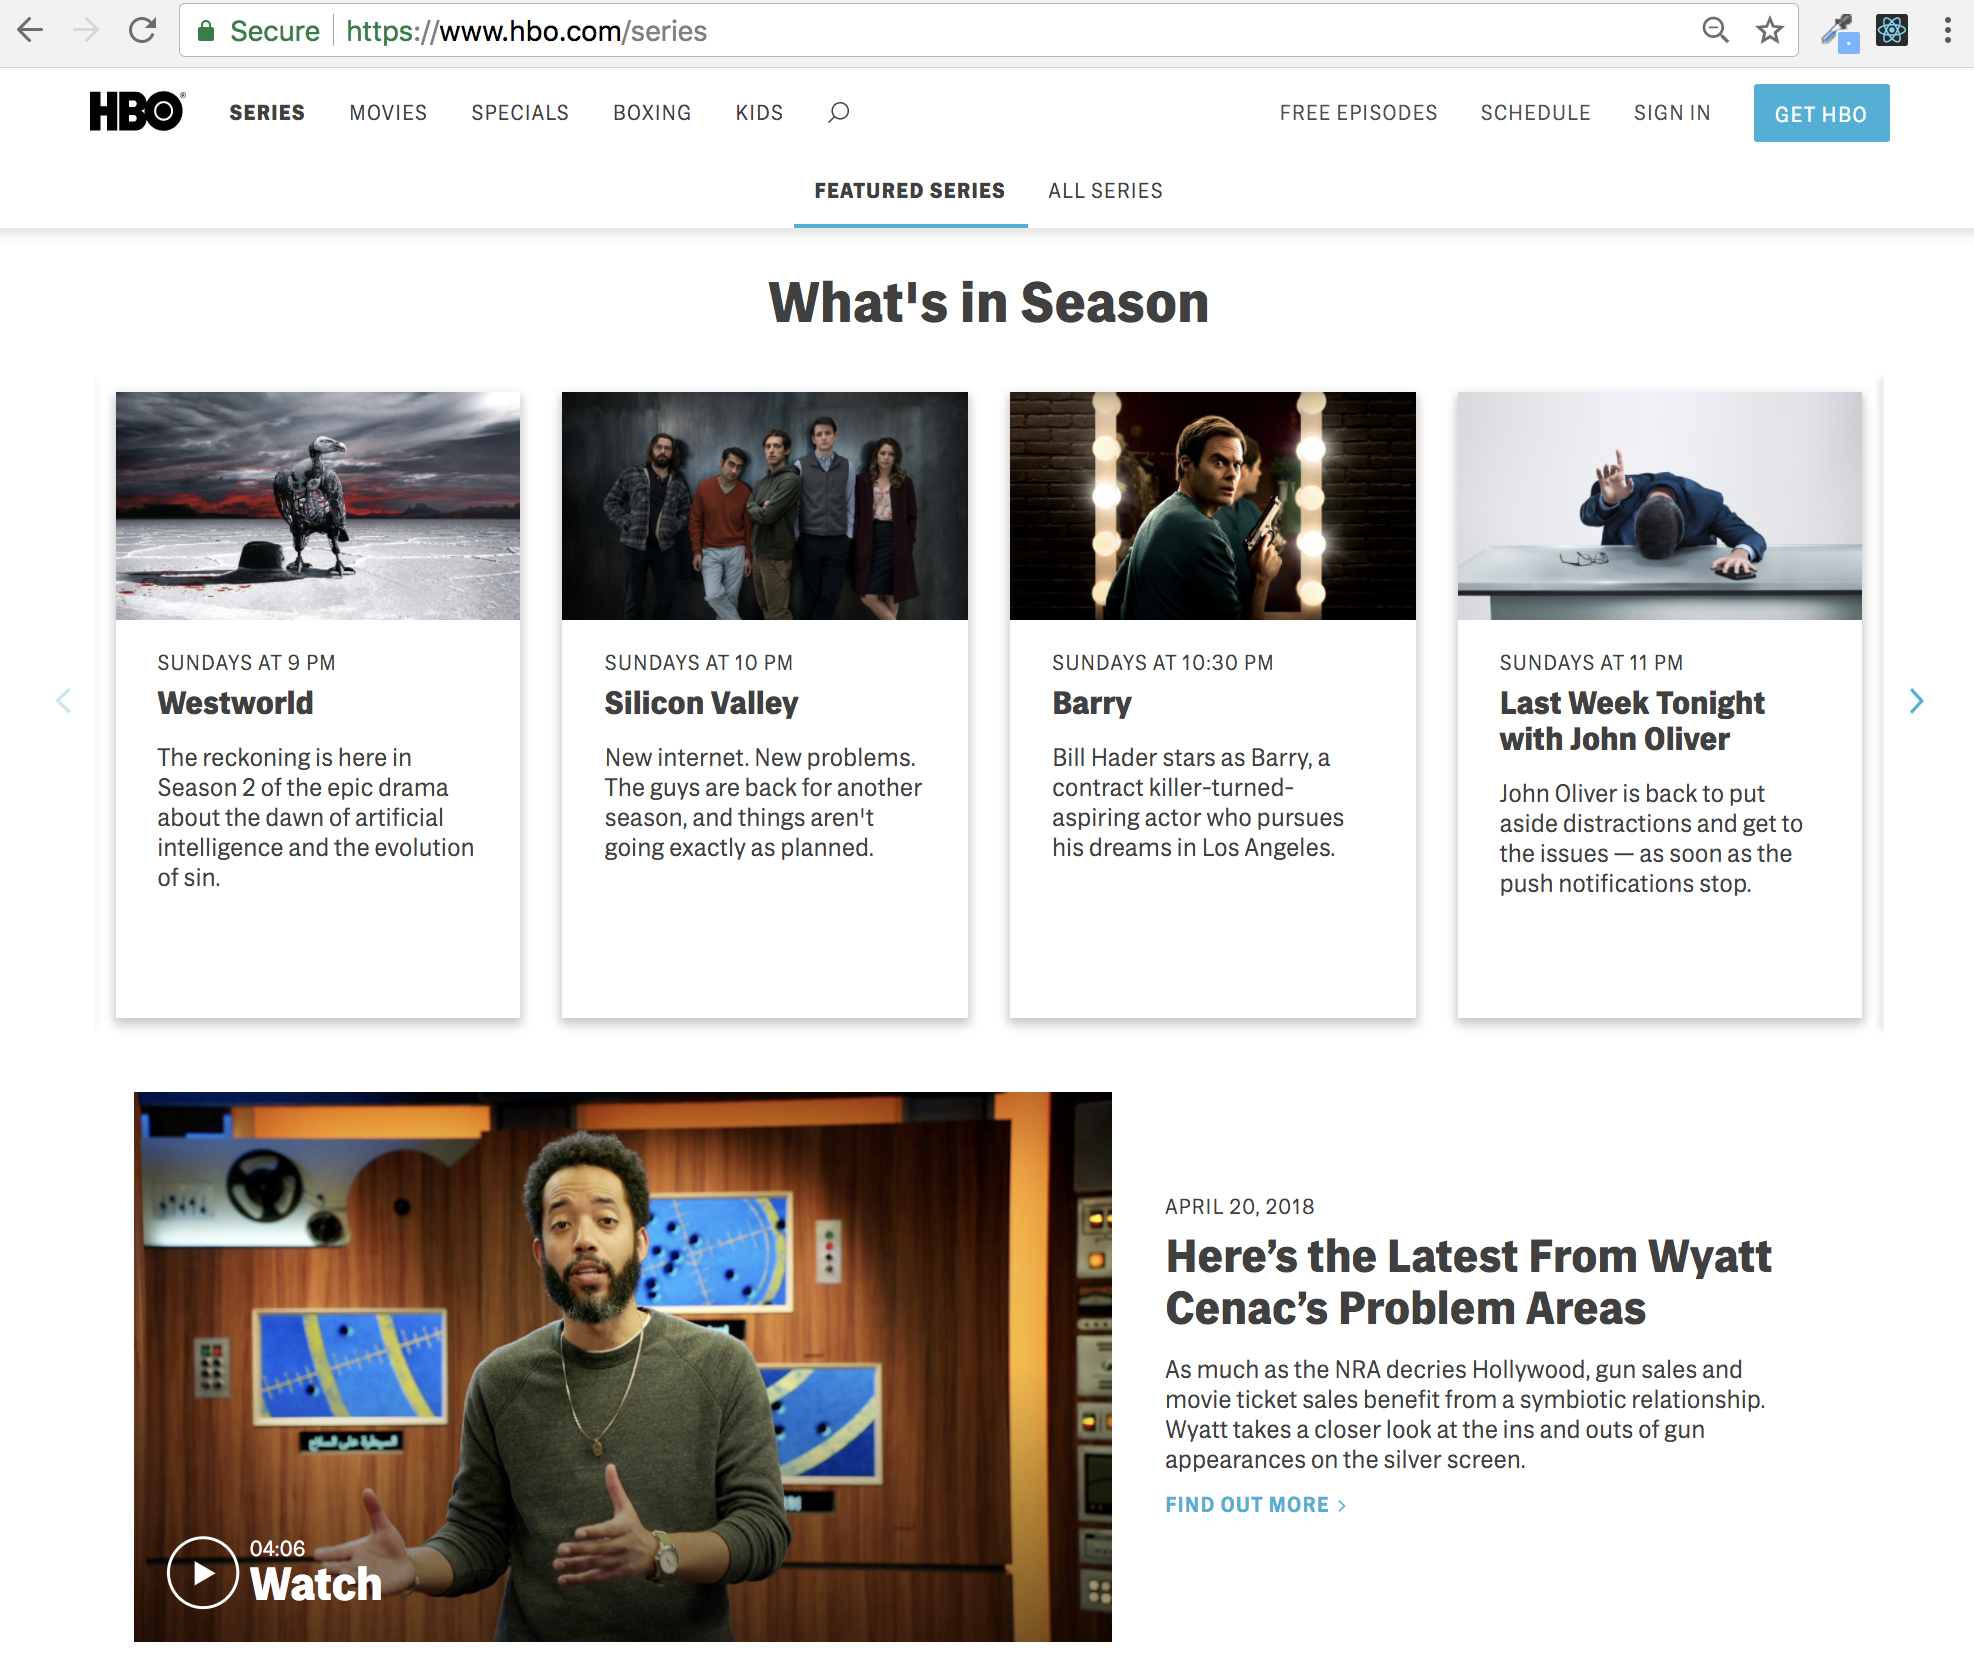 Secure https://www.hbo.com/series
HBO®
SERIES MOVIES SPECIALS BOXING KIDS
FREE EPISODES SCHEDULE SIGN IN GET HBO
FEATURED SERIES ALL SERIES
What's in Season
SUNDAYS AT 9 PM
Westworld
The reckoning is here in
Season 2 of the epic drama
about the dawn of artificial
intelligence and the evolution
of sin.
SUNDAYS AT 10 PM
Silicon Valley
New internet. New problems.
The guys are back for another
season, and things aren't
going exactly as planned.
SUNDAYS AT 10:30 PM
Barry
Bill Hader stars as Barry, a
contract killer-turned-
aspiring actor who pursues
his dreams in Los Angeles.
SUNDAYS AT 11 PM
Last Week Tonight
with John Oliver
John Oliver is back to put
aside distractions and get to
the issues — as soon as the
push notifications stop.
السيطرة على السلاح
04:06
Watch
APRIL 20, 2018
Here’s the Latest From Wyatt
Cenac’s Problem Areas
As much as the NRA decries Hollywood, gun sales and
movie ticket sales benefit from a symbiotic relationship.
Wyatt takes a closer look at the ins and outs of gun
appearances on the silver screen.
FIND OUT MORE >